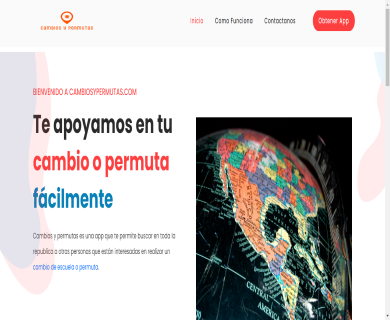 CAMBIOS Y PERMUTAS
Inicio Como Funciona Contactanos Obtener App
BIENVENIDO A CAMBIOSYPERMUTAS.COM
Te apoyamos en tu
cambio o permuta
fácilmente
Cambios y permutas es una app que te permite buscar en toda la
republica a otras personas que están interesadas en realizar un
cambio de escuela o permuta.
CENTRAL
AMERICA